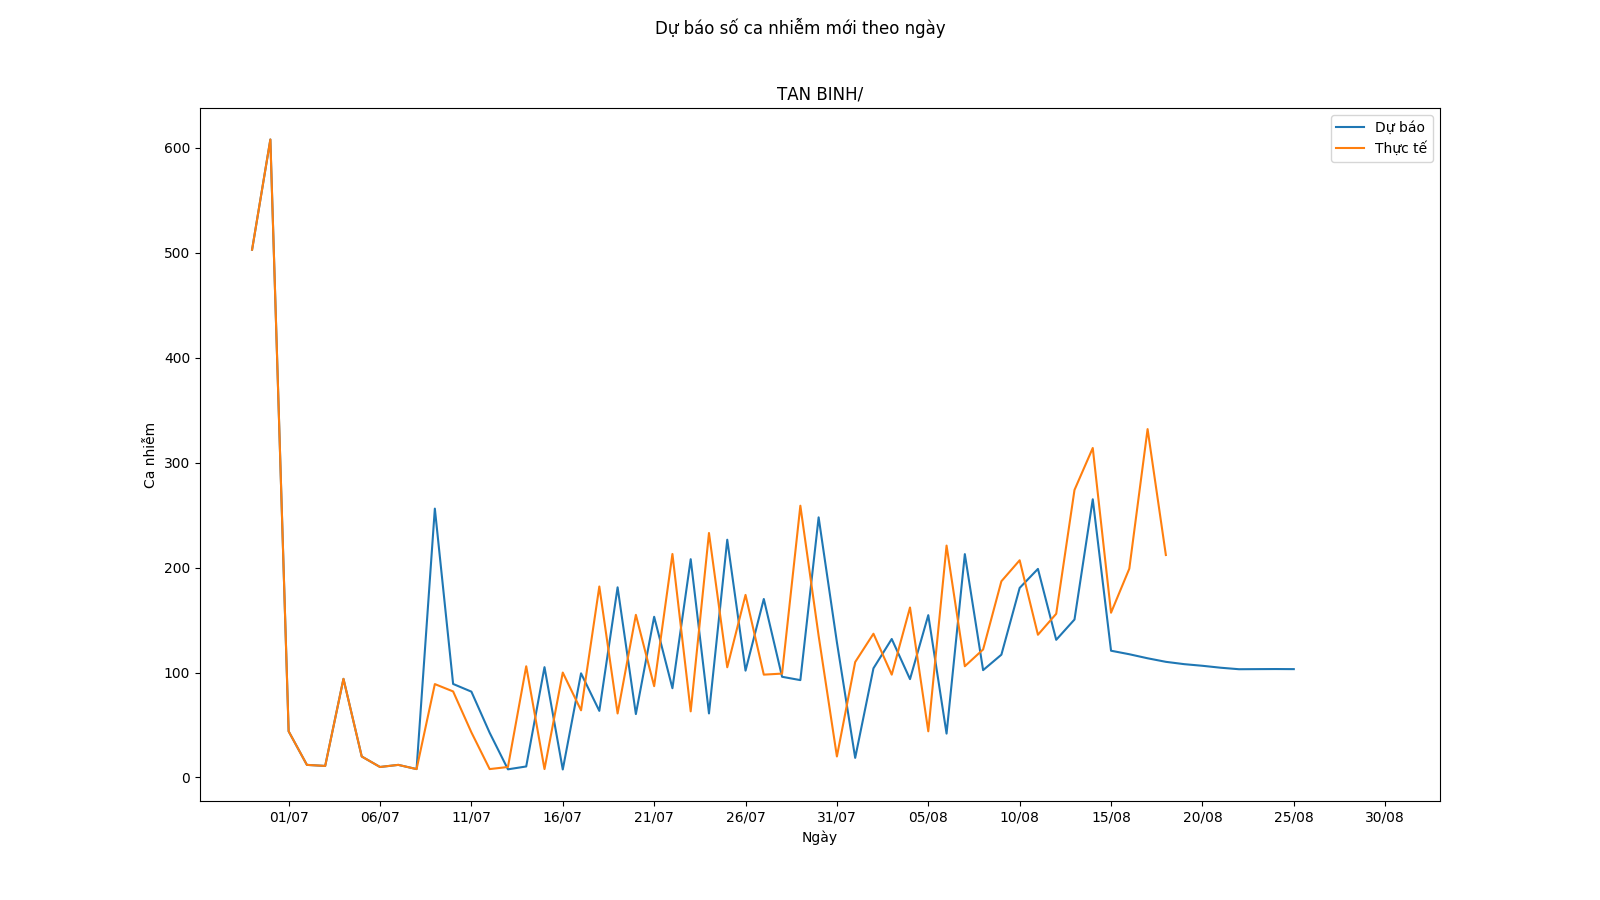 Dự báo số ca nhiễm mới theo ngày
TAN BINH/
Dự báo
Thực tế
600
500
400
300
200
100
0
Ca nhiễm
01/07 06/07 11/07 16/07 21/07 26/07 31/07 05/08 10/08 15/08 20/08 25/08 30/08
Ngày